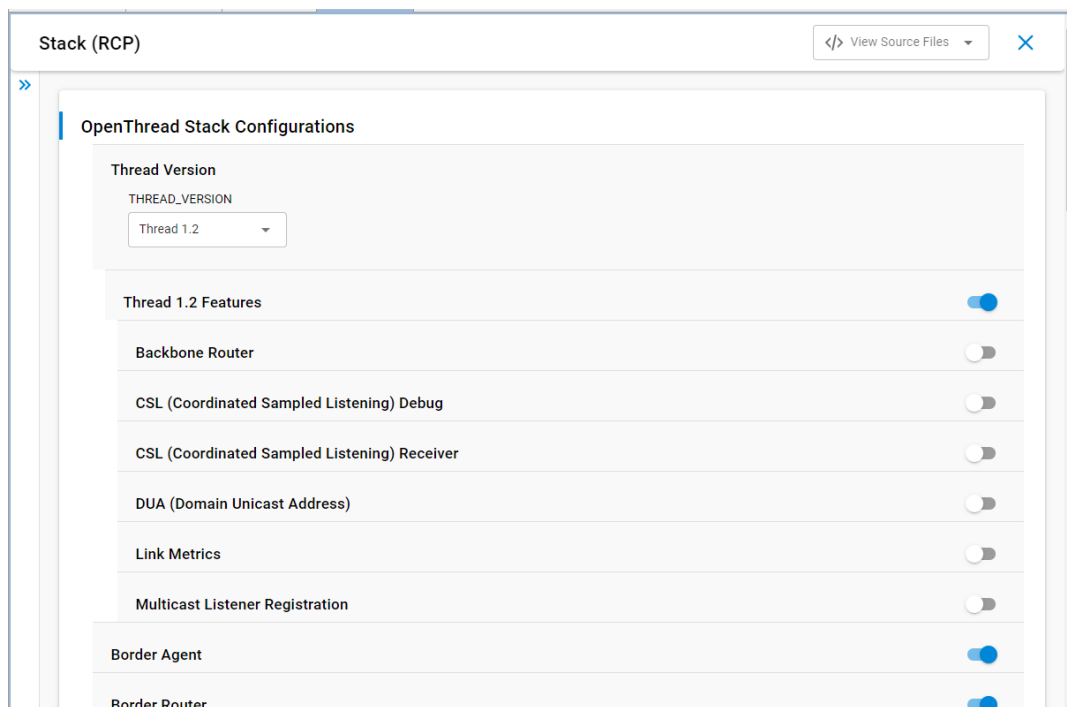 Stack (RCP)
</> View Source Files
OpenThread Stack Configurations
Thread Version
THREAD_VERSION
Thread 1.2
Thread 1.2 Features
Backbone Router
CSL (Coordinated Sampled Listening) Debug
CSL (Coordinated Sampled Listening) Receiver
DUA (Domain Unicast Address)
Link Metrics
Multicast Listener Registration
Border Agent
Border Router